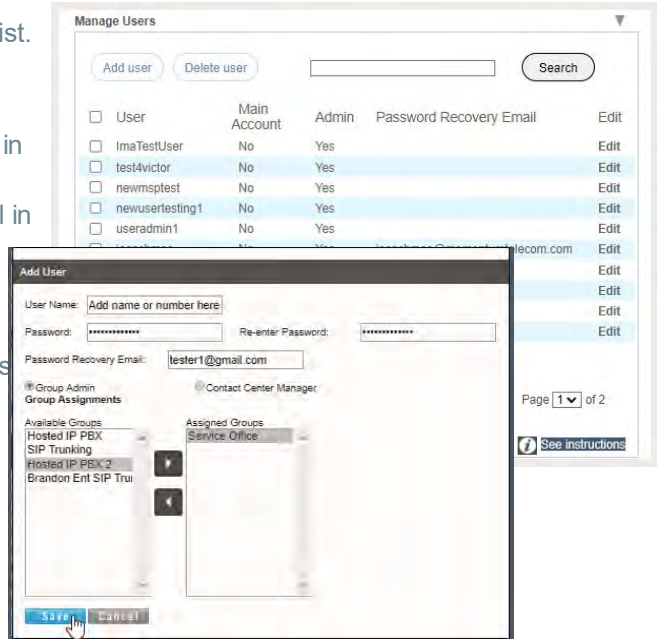 ist.
in
l in
s
Manage Users
Add user Delete user Search
User Main Account Admin Password Recovery Email Edit
ImaTestUser No Yes Edit
test4victor No Yes Edit
newmsptest No Yes Edit
newusertesting1 No Yes Edit
useradmin1 No Yes Edit
Edit
Edit
Edit
Edit
Page 1 of 2
See instructions
Add User
User Name: Add name or number here
Password: ************* Re-enter Password: *************
Password Recovery Email: tester1@gmail.com
Group Admin Contact Center Manager
Group Assignments
Available Groups Assigned Groups
Hosted IP PBX Service Office
SIP Trunking
Hosted IP PBX 2
Brandon Ent SIP Tru
Save Cancel